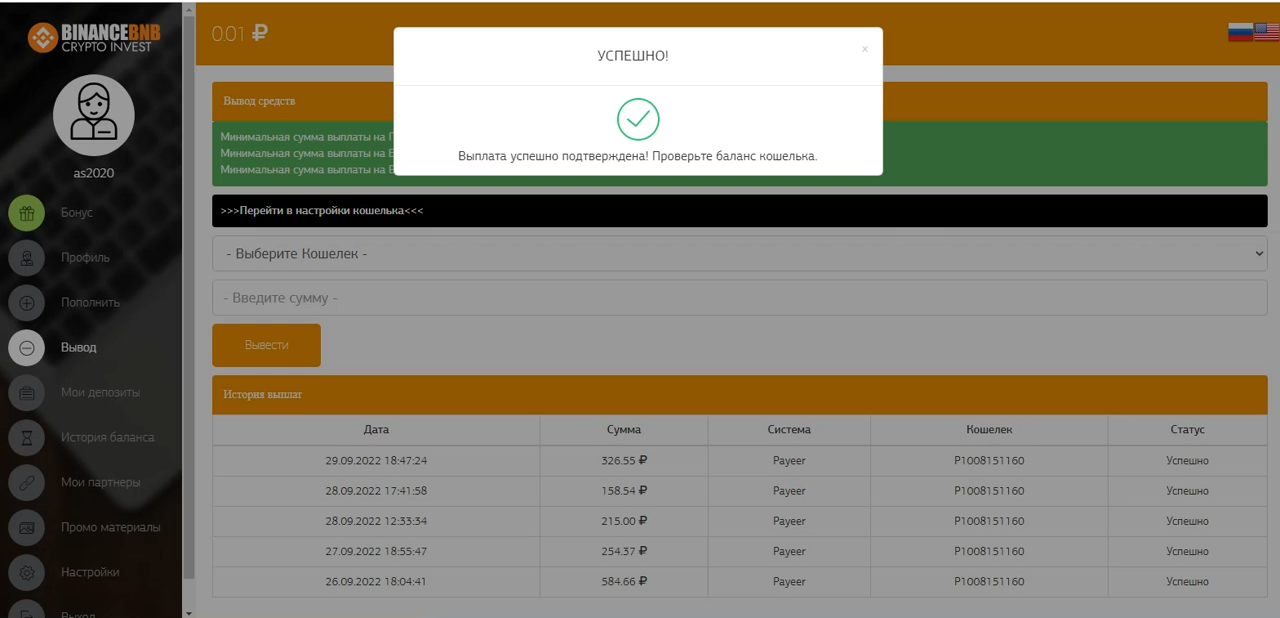 BINANCEBNB
CRYPTO INVEST
as2020
Бонус
Профиль
Пополнить
Вывод
Мои депозиты
История баланса
Мои партнеры
Промо материалы
Настройки
Выход
0.01 ₽
УСПЕШНО!
×
Выплата успешно подтверждена! Проверьте баланс кошелька.
Вывод средств
Минимальная сумма выплаты на
Минимальная сумма выплаты на
Минимальная сумма выплаты на
>>>Перейти в настройки кошелька<<<
- Выберите Кошелек -
- Введите сумму -
Вывести
История выплат
Дата Сумма Система Кошелек Статус
29.09.2022 18:47:24 326.55 ₽ Payeer P1008151160 Успешно
28.09.2022 17:41:58 158.54 ₽ Payeer P1008151160 Успешно
28.09.2022 12:33:34 215.00 ₽ Payeer P1008151160 Успешно
27.09.2022 18:55:47 254.37 ₽ Payeer P1008151160 Успешно
26.09.2022 18:04:41 584.66 ₽ Payeer P1008151160 Успешно